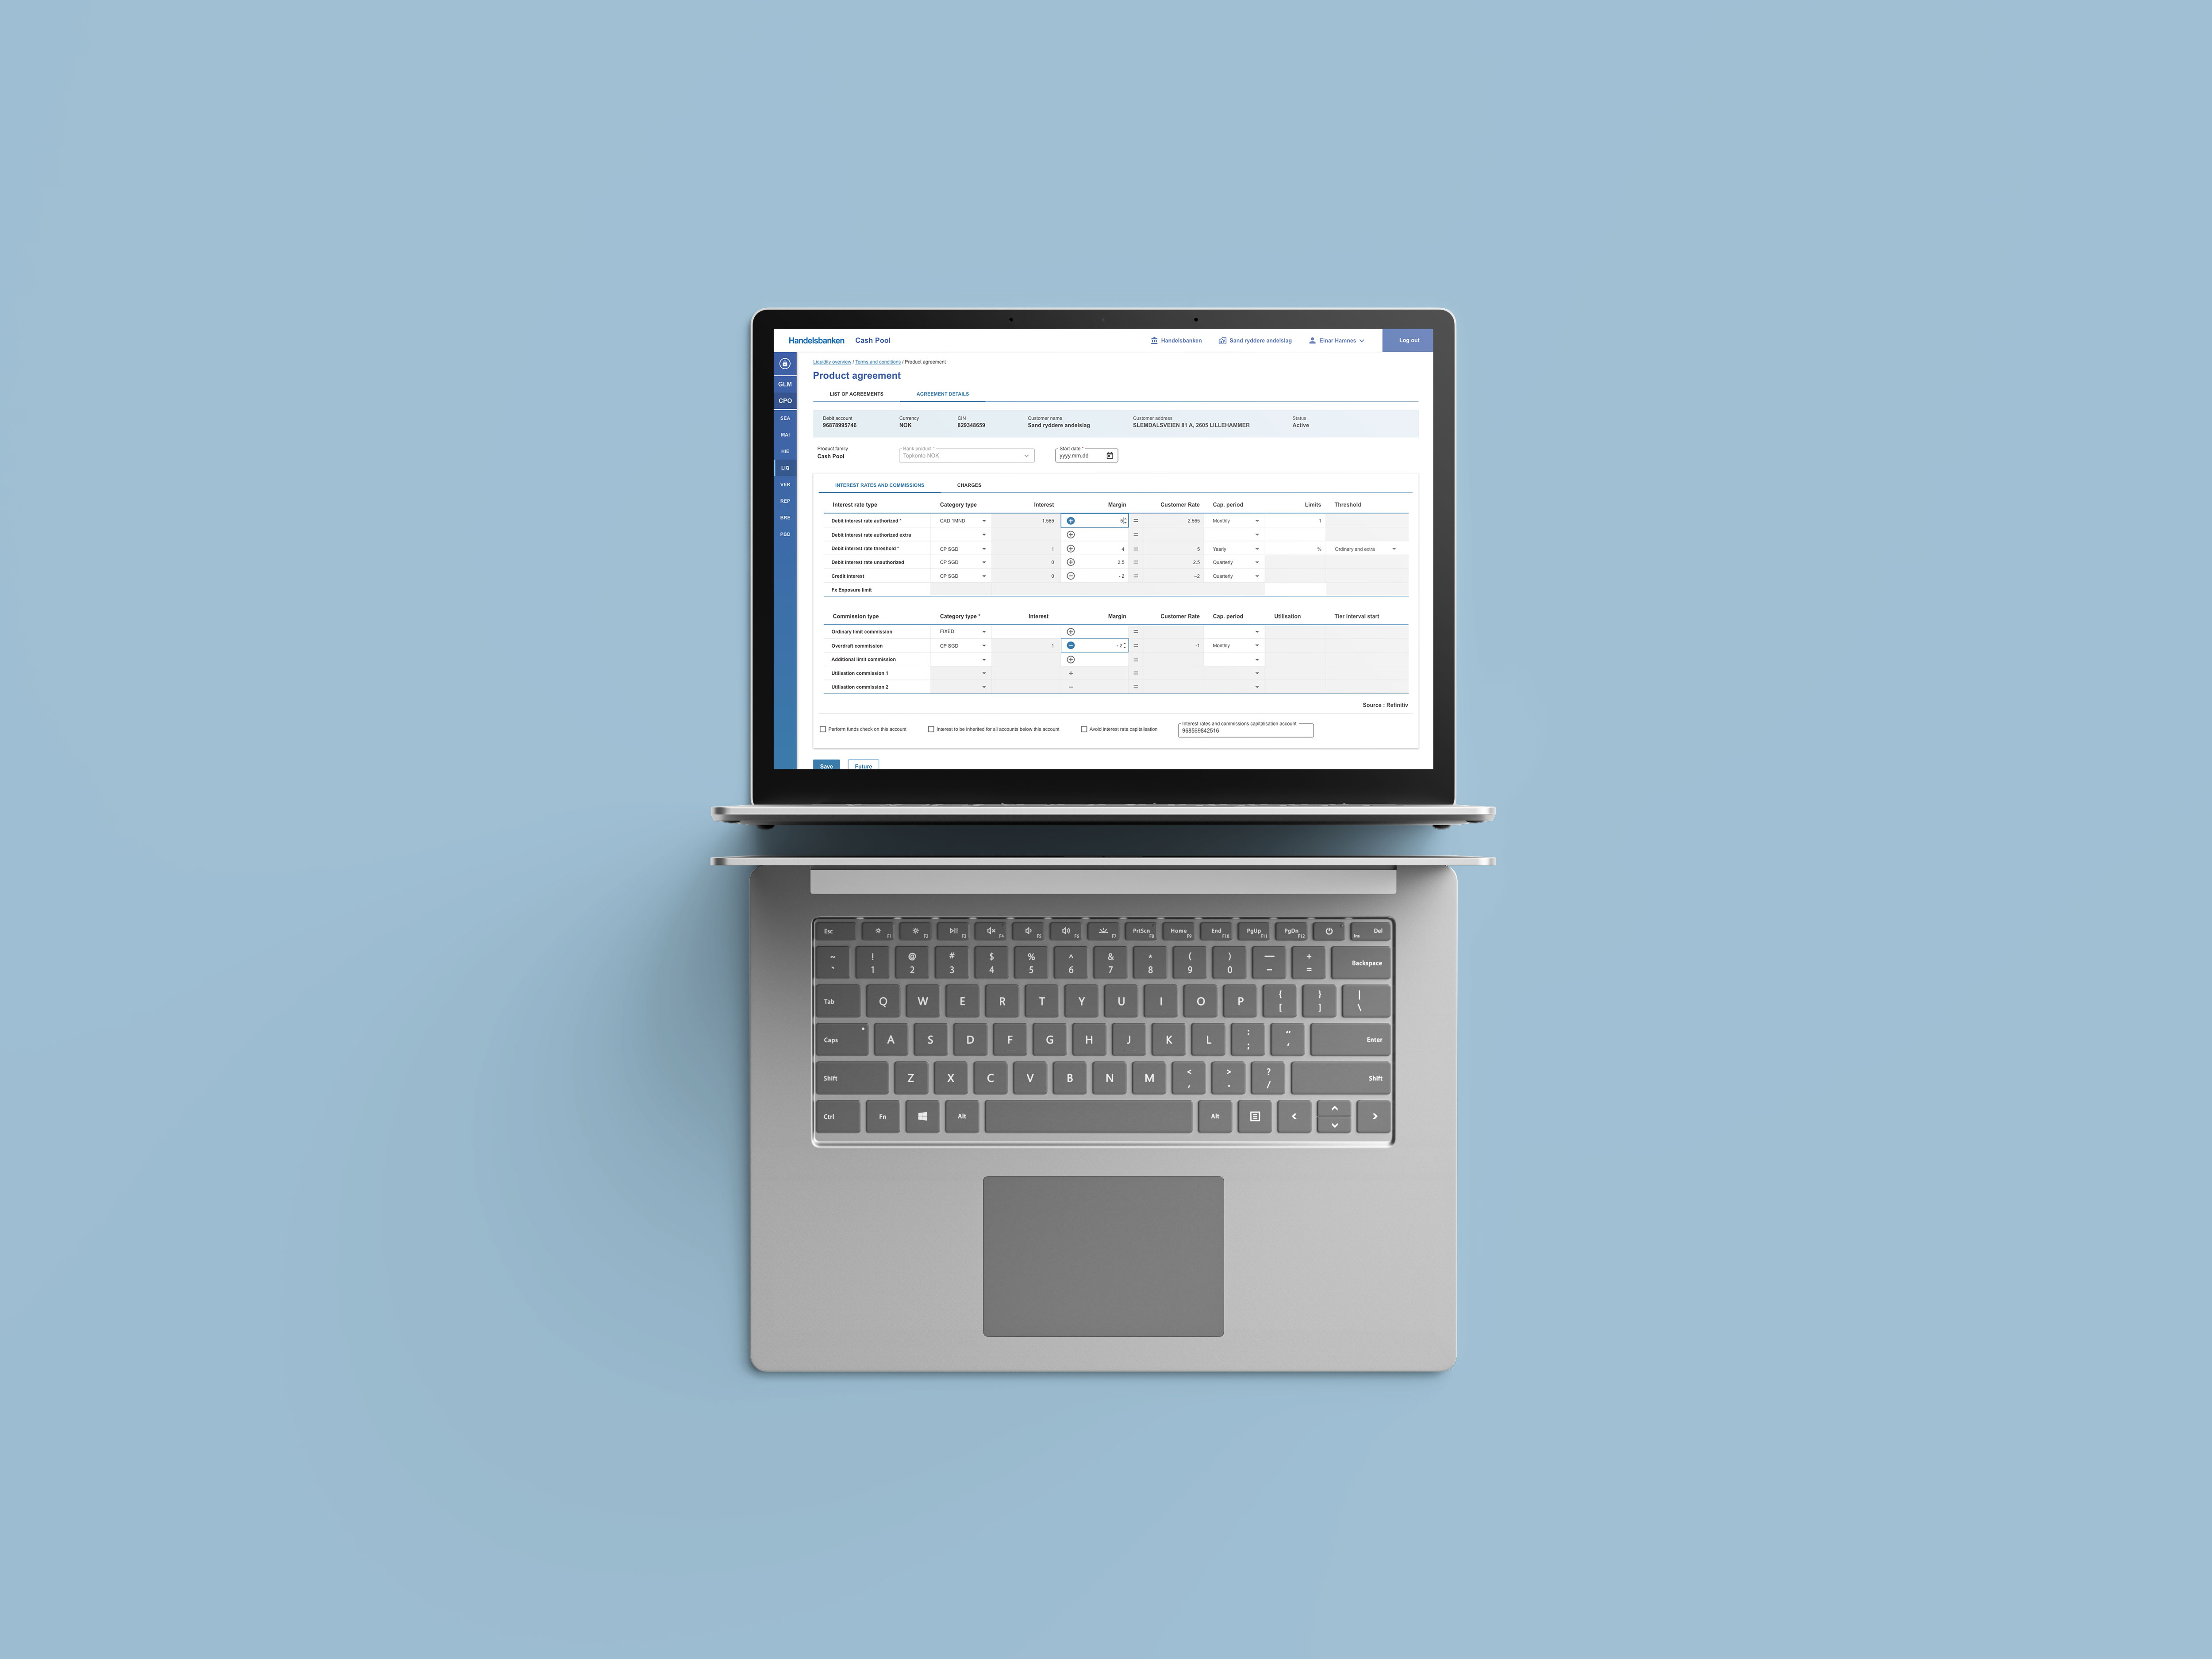 Handelsbanken Cash Pool Handelsbanken Sand ryddere andelslag Einar Hamnes Log out
Liquidity overview / Terms and conditions / Product agreement
Product agreement
LIST OF AGREEMENTS AGREEMENT DETAILS
Debit account Currency CIN Customer name Customer address Status
96878995746 NOK 829348659 Sand ryddere andelslag SLEMDALSVEIEN 81 A, 2605 LILLEHAMMER Active
Product family Bank product * Start date *
Cash Pool Topkonto NOK yyyy.mm.dd
GLM
CPO
SEA
MAI
HIE
LIQ
VER
REP
BRE
PBO
INTEREST RATES AND COMMISSIONS CHARGES
Interest rate type Category type Interest Margin Customer Rate Cap. period Limits Threshold
Debit interest rate authorized * CAD 1MND 1.565 + = 2.565 Monthly 1
Debit interest rate authorized extra + =
Debit interest rate threshold * CP SGD 1 + 4 = 5 Yearly % Ordinary and extra
Debit interest rate unauthorized CP SGD 0 + 2.5 = 2.5 Quarterly
Credit interest CP SGD 0 - -2 = -2 Quarterly
Fx Exposure limit
Commission type Category type * Interest Margin Customer Rate Cap. period Utilisation Tier interval start
Ordinary limit commission FIXED + =
Overdraft commission CP SGD 1 - -2 = -1 Monthly
Additional limit commission + =
Utilisation commission 1 + =
Utilisation commission 2 - =
Source : Refinitiv
Perform funds check on this account Interest to be inherited for all accounts below this account Avoid interest rate capitalisation Interest rates and commissions capitalisation account
968569842516
Save Future
Esc F1 F2 F3 F4 F5 F6 F7 PrtScn F8 Home F9 End F10 PgUp F11 PgDn F12 Ins Del
~ ` ! 1 @ 2 # 3 $ 4 % 5 ^ 6 & 7 * 8 ( 9 ) 0 — - + = Backspace
Tab Q W E R T Y U I O P { [ } ] | \
Caps A S D F G H J K L : ; " ' Enter
Shift Z X C V B N M < , > . ? / Shift
Ctrl Fn Alt Alt < >